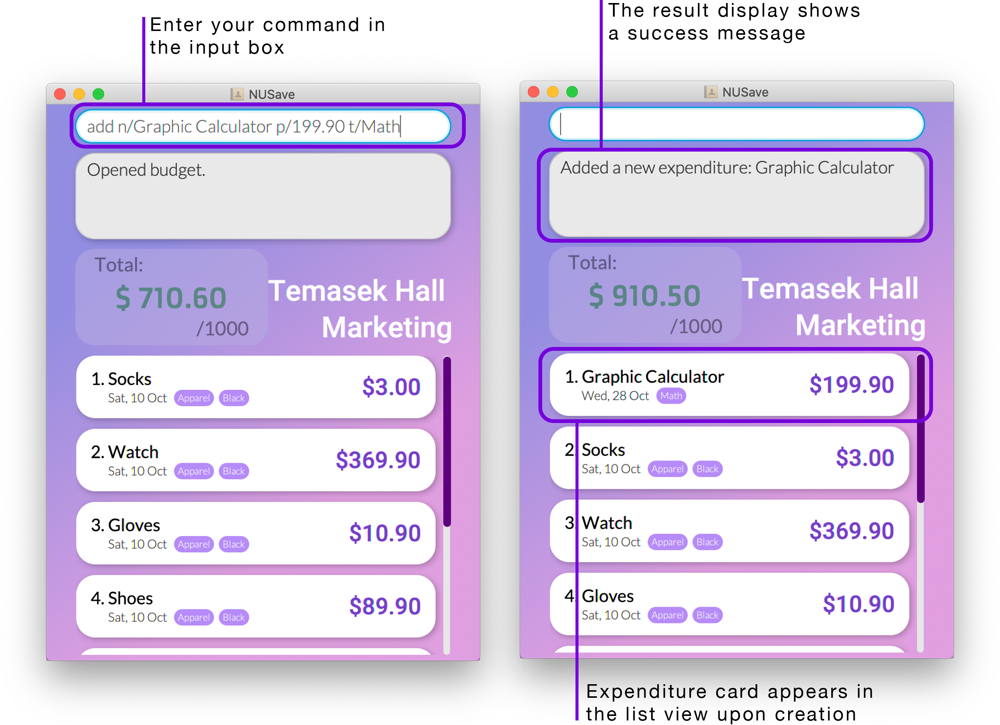 Enter your command in
the input box
NUSave
add n/Graphic Calculator p/199.90 t/Math
Opened budget.
Total:
$ 710.60
/1000
Temasek Hall
Marketing
1. Socks
$3.00
Sat, 10 Oct Apparel Black
2. Watch
$369.90
Sat, 10 Oct Apparel Black
3. Gloves
$10.90
Sat, 10 Oct Apparel Black
4. Shoes
$89.90
Sat, 10 Oct Apparel Black
The result display shows
a success message
NUSave
Added a new expenditure: Graphic Calculator
Total:
$ 910.50
/1000
Temasek Hall
Marketing
1. Graphic Calculator
$199.90
Wed, 28 Oct Math
2. Socks
$3.00
Sat, 10 Oct Apparel Black
3. Watch
$369.90
Sat, 10 Oct Apparel Black
4. Gloves
$10.90
Sat, 10 Oct Apparel Black
Expenditure card appears in
the list view upon creation